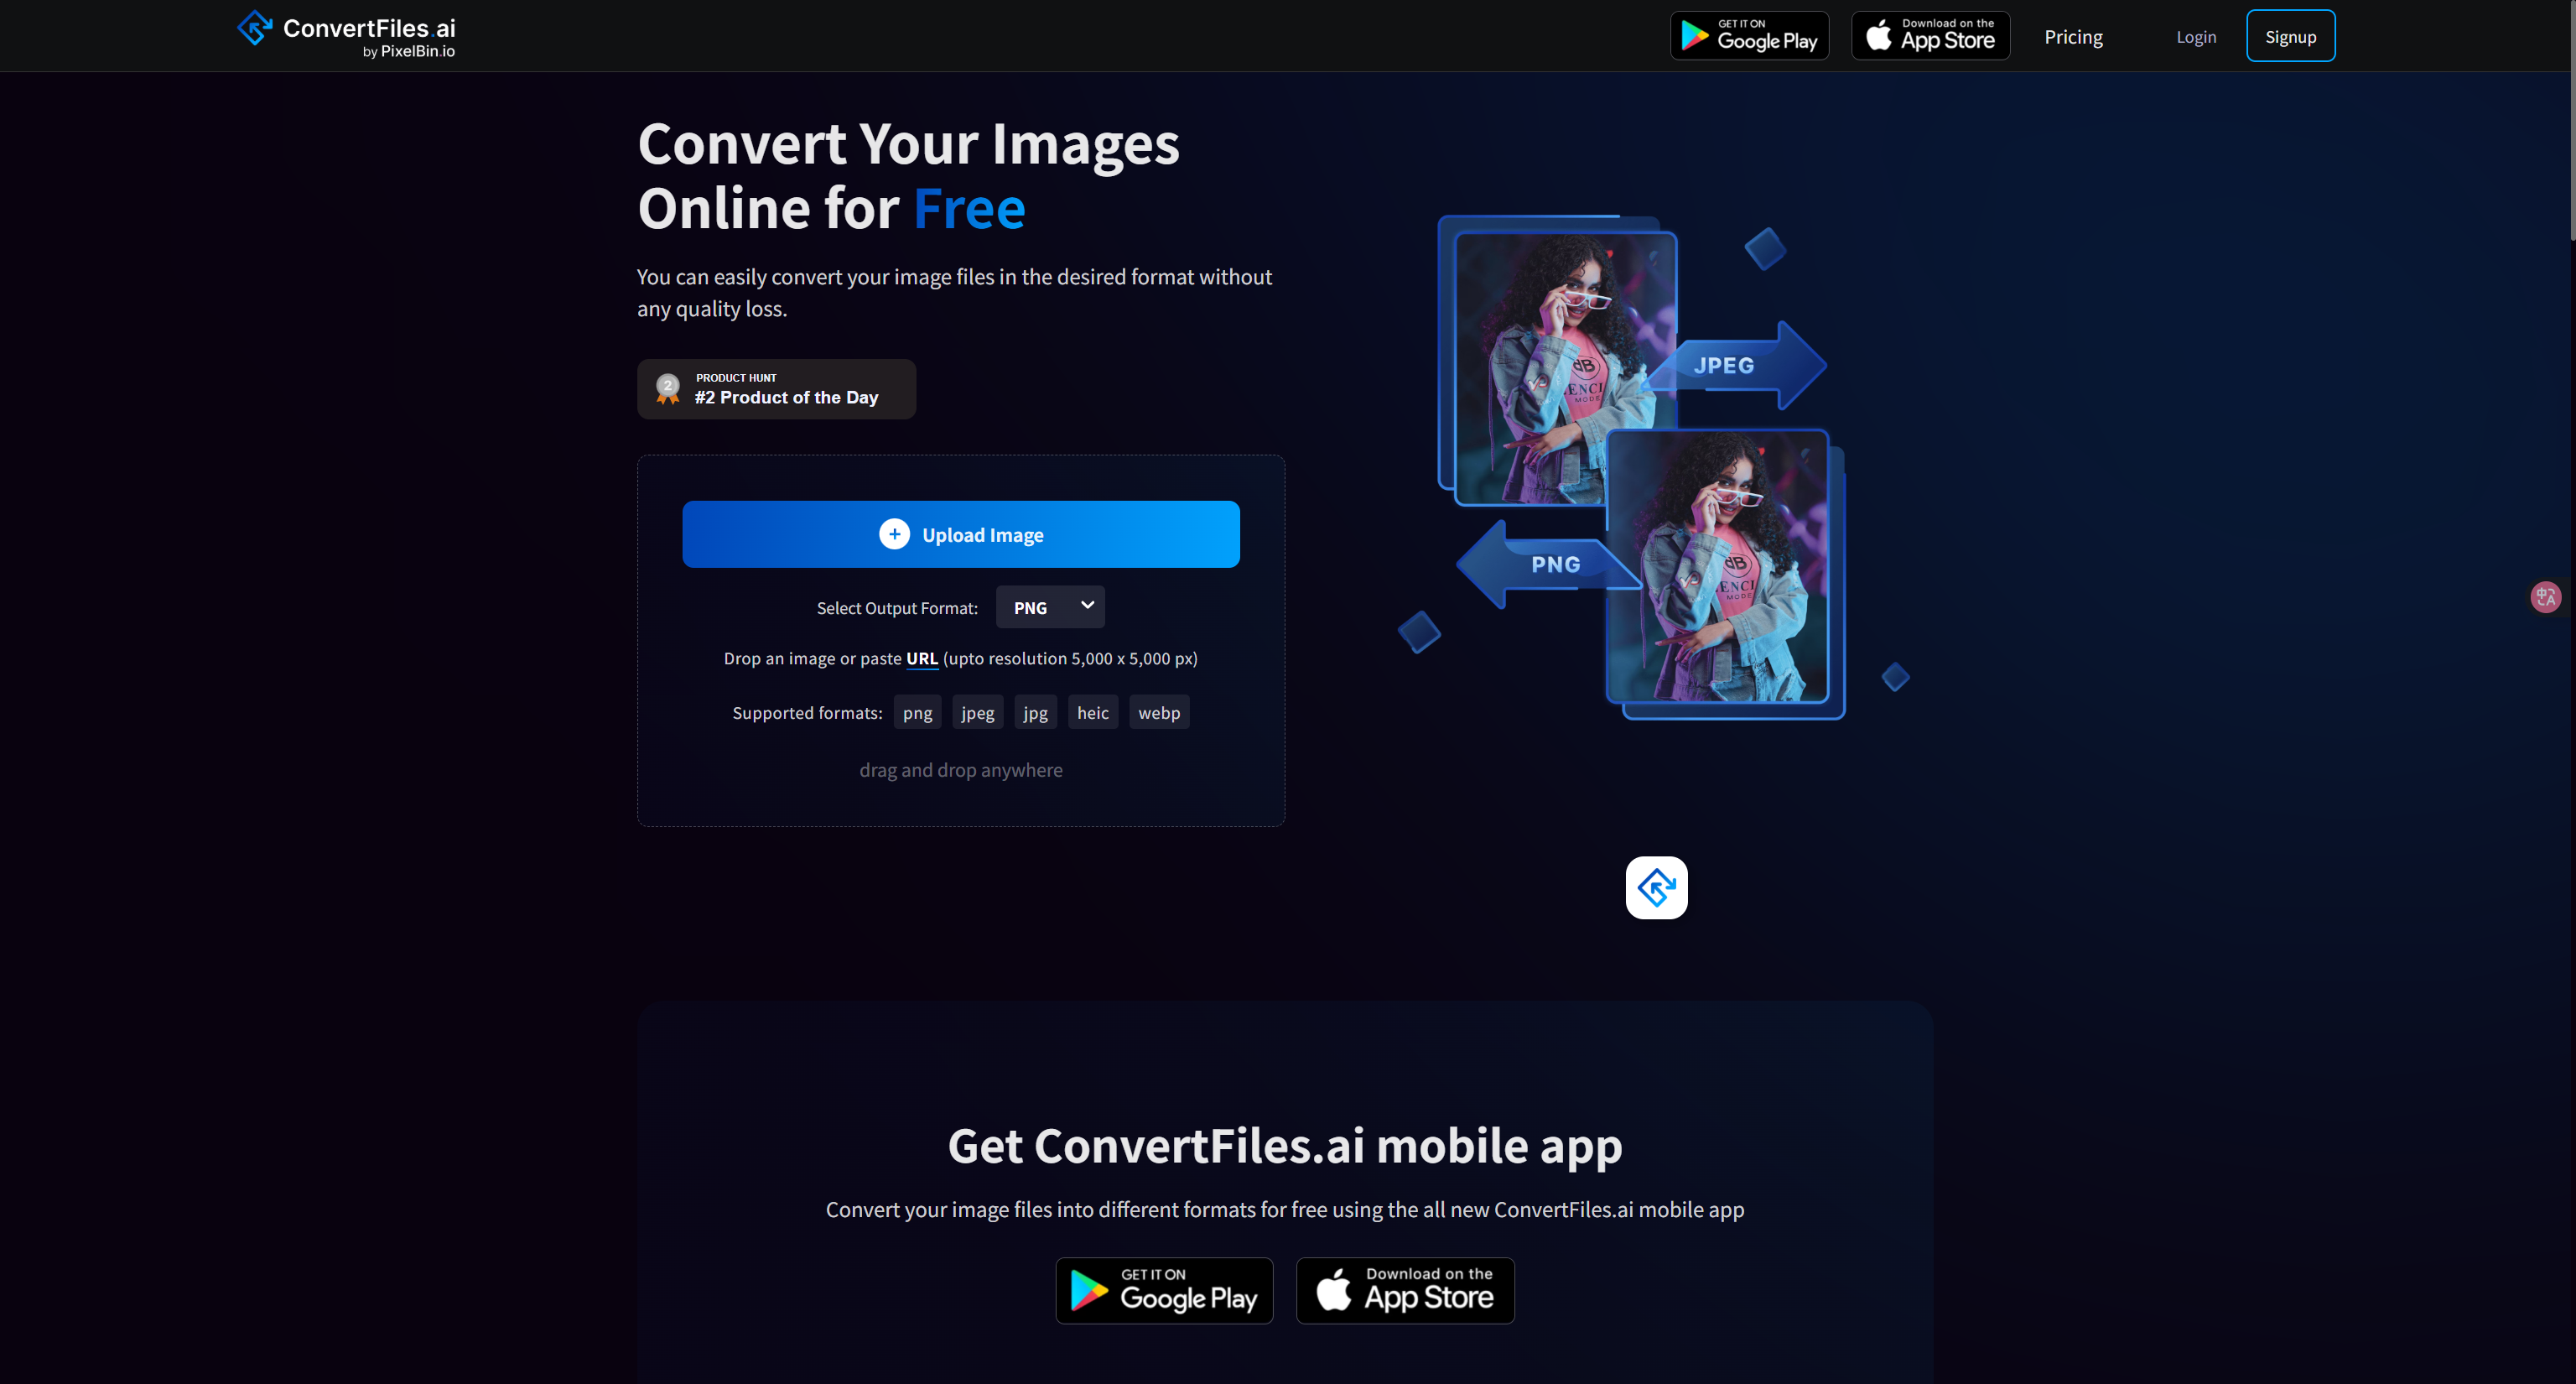 ConvertFiles.ai
by PixelBin.io
GET IT ON
Google Play
Download on the
App Store
Pricing
Login
Signup
Convert Your Images
Online for Free
You can easily convert your image files in the desired format without
any quality loss.
2
PRODUCT HUNT
#2 Product of the Day
Upload Image
Select Output Format: PNG
Drop an image or paste URL (upto resolution 5,000 x 5,000 px)
Supported formats: png jpeg jpg heic webp
drag and drop anywhere
JPEG
PNG
中A
Get ConvertFiles.ai mobile app
Convert your image files into different formats for free using the all new ConvertFiles.ai mobile app
GET IT ON
Google Play
Download on the
App Store